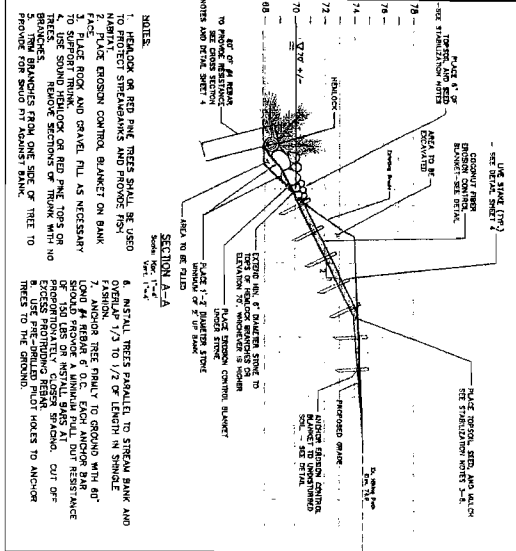 LIVE STAKE (TYP.)
- SEE DETAIL SHEET 4
COCONUT FIBER
EROSION CONTROL
BLANKET-SEE DETAIL
AREA TO BE
EXCAVATED
PLACE 6" OF
TOPSOIL AND SEED
-SEE STABILIZATION NOTES
PLACE TOPSOIL, SEED, AND MULCH
SEE STABILIZATION NOTES 3-8.
78
76
74
72
70
68
HEMLOCK
80" OF #4 REBAR
TO PROVIDE RESISTANCE
SEE CROSS SECTION
NOTES AND DETAIL SHEET 4
PROPOSED GRADE
ANCHOR EROSION CONTROL
BLANKET TO UNDISTURBED
SOIL - SEE DETAIL
EXTEND MIN. 6" DIAMETER STONE TO
TOPS OF HEMLOCK BRANCHES OR
ELEVATION 70, WHICHEVER IS HIGHER
PLACE EROSION CONTROL BLANKET
UNDER STONE
PLACE 1'-2' DIAMETER STONE
MINIMUM OF 3' UP BANK
AREA TO BE FILLED
SECTION A-A
NOTES:
1. HEMLOCK OR RED PINE TREES SHALL BE USED
TO PROTECT STREAMBANKS AND PROVIDE FISH
HABITAT.
2. PLACE EROSION CONTROL BLANKET ON BANK
FACE.
3. PLACE ROCK AND GRAVEL FILL AS NECESSARY
TO SUPPORT TRUNK.
4. USE SOUND HEMLOCK OR RED PINE TOPS OR
TREES. REMOVE SECTIONS OF TRUNK WITH NO
BRANCHES.
5. TRIM BRANCHES FROM ONE SIDE OF TREE TO
PROVIDE FOR SNUG FIT AGAINST BANK.
6. INSTALL TREES PARALLEL TO STREAM BANK AND
OVERLAP 1/3 TO 1/2 OF LENGTH IN SHINGLE
7. ANCHOR TREE FIRMLY TO GROUND WITH 80"
LONG #4 REBAR 6' O.C. EACH ANCHOR BAR
SHOULD PROVIDE A MINIMUM PULL OUT RESISTANCE
OF 150 LBS OR INSTALL BARS AT
PROPORTIONATELY CLOSER SPACING. CUT OFF
EXCESS PROTRUDING REBAR.
8. USE PRE-DRILLED PILOT HOLES TO ANCHOR
TREES TO THE GROUND.